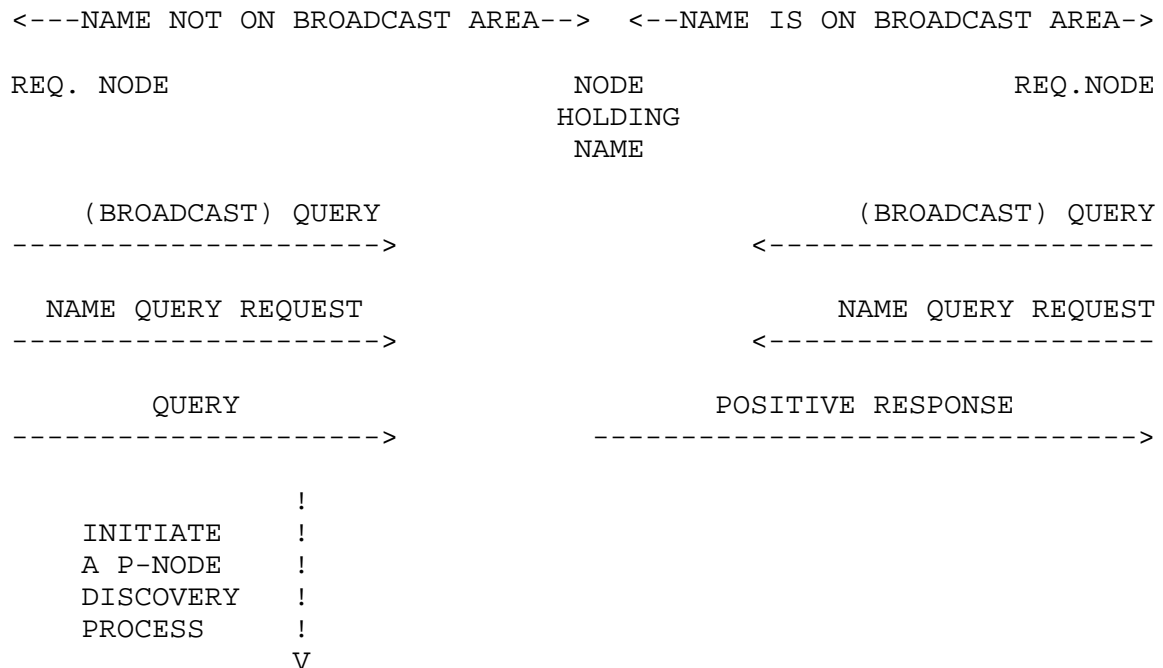 <---NAME NOT ON BROADCAST AREA--> <--NAME IS ON BROADCAST AREA->
REQ. NODE NODE REQ.NODE
HOLDING
NAME
(BROADCAST) QUERY (BROADCAST) QUERY
---------------------> <----------------------
NAME QUERY REQUEST NAME QUERY REQUEST
---------------------> <----------------------
QUERY POSITIVE RESPONSE
---------------------> ------------------------------->
!
INITIATE !
A P-NODE !
DISCOVERY !
PROCESS !
V